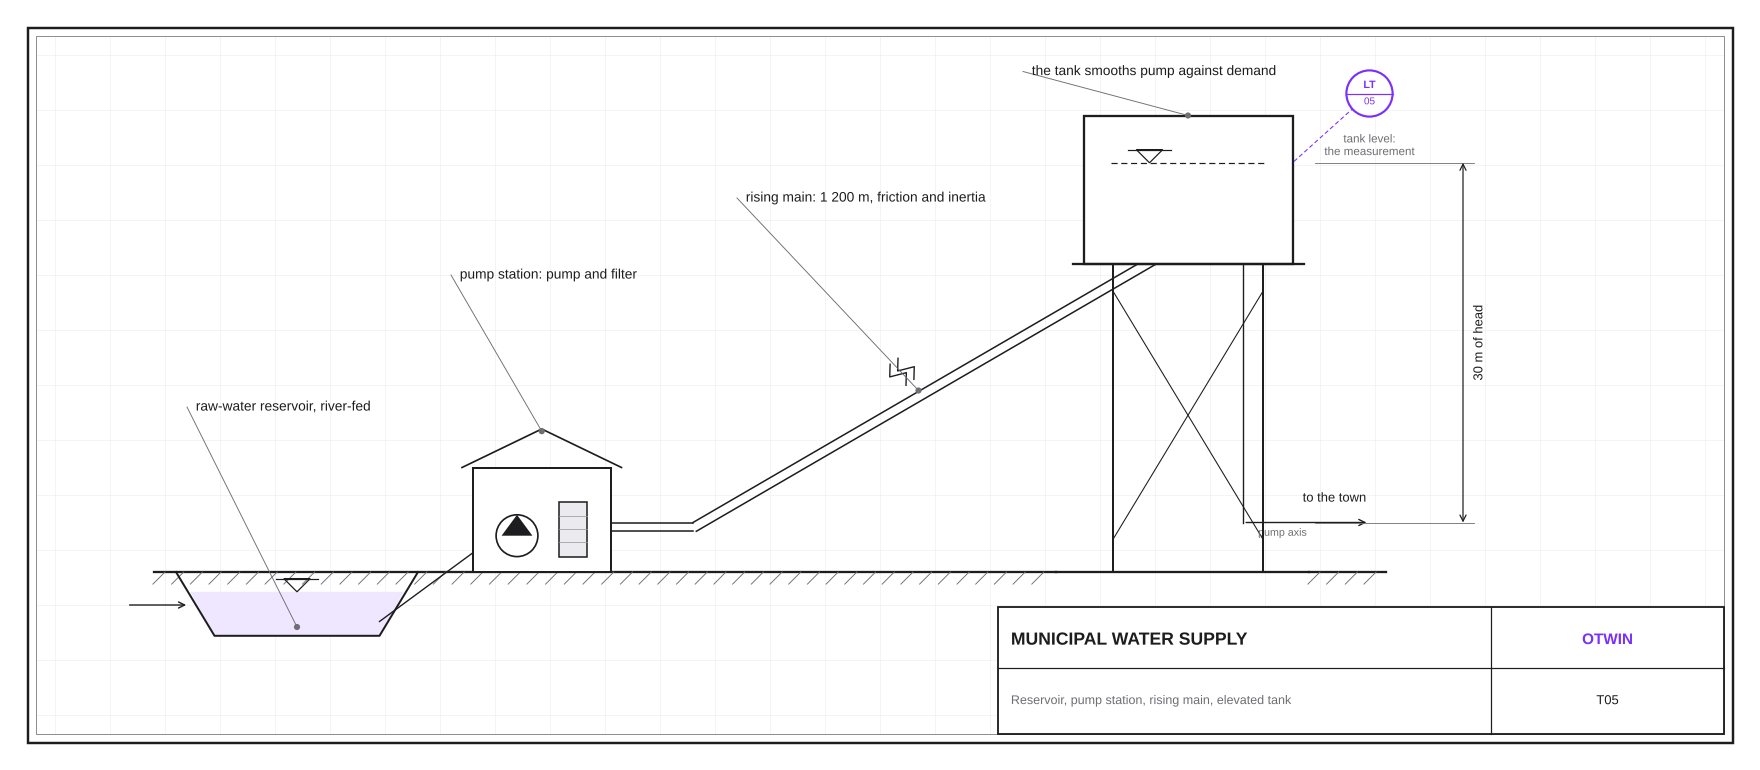 the tank smooths pump against demand
LT
05
tank level:
the measurement
rising main: 1 200 m, friction and inertia
pump station: pump and filter
30 m of head
raw-water reservoir, river-fed
to the town
pump axis
MUNICIPAL WATER SUPPLY
OTWIN
Reservoir, pump station, rising main, elevated tank
T05